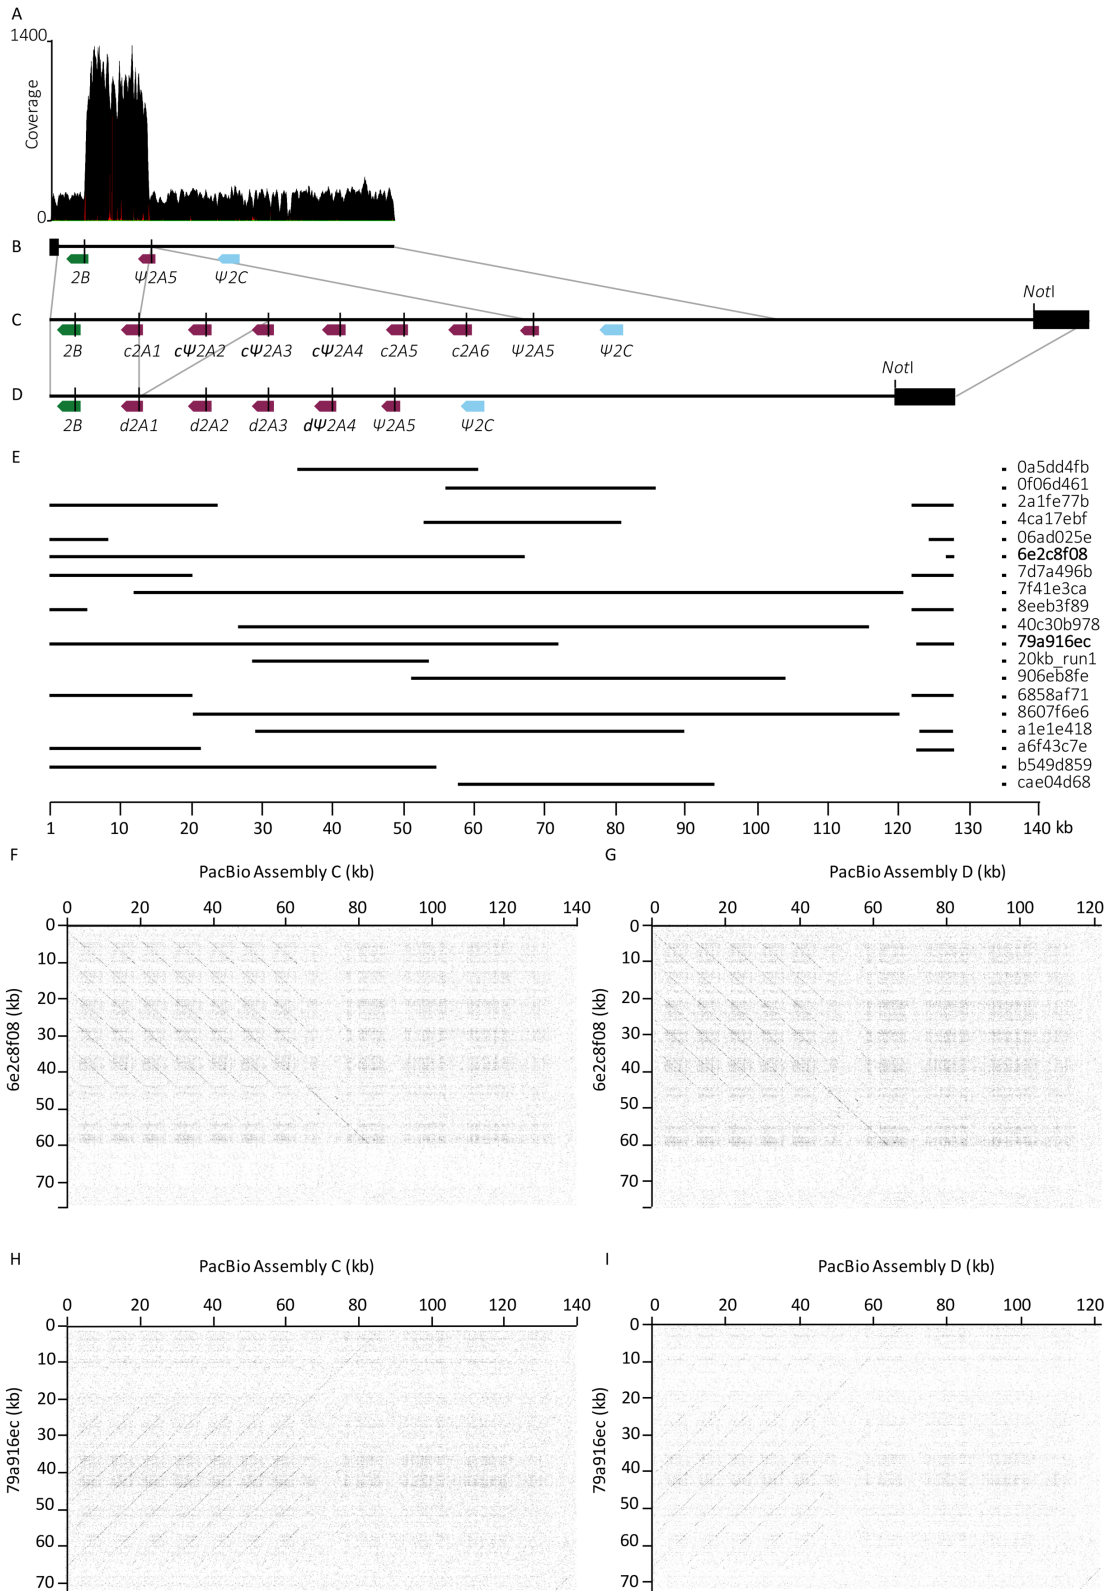 A
1400
Coverage
0
B
2B
Ψ2A5
Ψ2C
NotI
C
2B
c2A1
cΨ2A2
cΨ2A3
cΨ2A4
c2A5
c2A6
Ψ2A5
Ψ2C
NotI
D
2B
d2A1
d2A2
d2A3
dΨ2A4
Ψ2A5
Ψ2C
E
0a5dd4fb
0f06d461
2a1fe77b
4ca17ebf
06ad025e
6e2c8f08
7d7a496b
7f41e3ca
8eeb3f89
40c30b978
79a916ec
20kb_run1
906eb8fe
6858af71
8607f6e6
a1e1e418
a6f43c7e
b549d859
cae04d68
1 10 20 30 40 50 60 70 80 90 100 110 120 130 140 kb
F
PacBio Assembly C (kb)
0 20 40 60 80 100 120 140
0
10
20
30
40
50
60
70
6e2c8f08 (kb)
G
PacBio Assembly D (kb)
0 20 40 60 80 100 120
0
10
20
30
40
50
60
70
6e2c8f08 (kb)
H
PacBio Assembly C (kb)
0 20 40 60 80 100 120 140
0
10
20
30
40
50
60
70
79a916ec (kb)
I
PacBio Assembly D (kb)
0 20 40 60 80 100 120
0
10
20
30
40
50
60
70
79a916ec (kb)